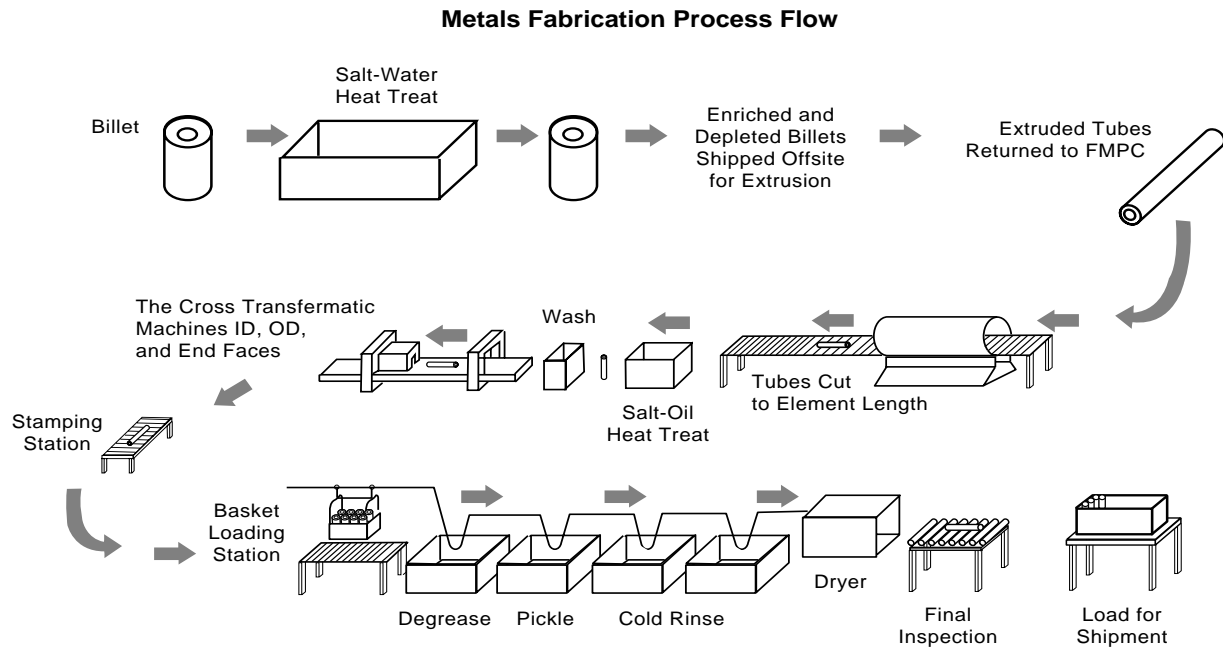 Metals Fabrication Process Flow
Billet
Salt-Water
Heat Treat
Enriched and
Depleted Billets
Shipped Offsite
for Extrusion
Extruded Tubes
Returned to FMPC
Tubes Cut
to Element Length
Salt-Oil
Heat Treat
Wash
The Cross Transfermatic
Machines ID, OD,
and End Faces
Stamping
Station
Basket
Loading
Station
Degrease
Pickle
Cold Rinse
Dryer
Final
Inspection
Load for
Shipment